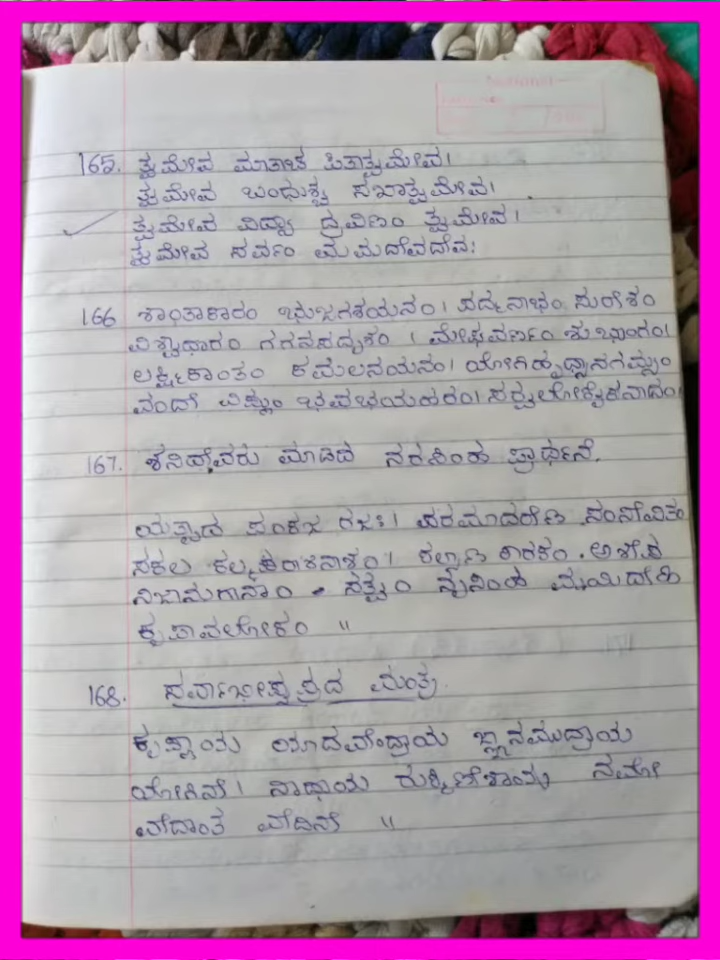 165. ತ್ವಮೇವ ಮಾತಾಚ ಪಿತಾತ್ವಮೇವ।
ತ್ವಮೇವ ಬಂಧುಶ್ಚ ಸಖಾತ್ವಮೇವ।
ತ್ವಮೇವ ವಿದ್ಯಾ ದ್ರವಿಣಂ ತ್ವಮೇವ।
ತ್ವಮೇವ ಸರ್ವಂ ಮಮದೇವದೇವ।
166 ಶಾಂತಾಕಾರಂ ಭುಜಗಶಯನಂ। ಪದ್ಮನಾಭಂ ಸುರೇಶಂ
ವಿಶ್ವಾಧಾರಂ ಗಗನಸದೃಶಂ । ಮೇಘವರ್ಣಂ ಶುಭಾಂಗಂ।
ಲಕ್ಷ್ಮೀಕಾಂತಂ ಕಮಲನಯನಂ। ಯೋಗಿಹೃದ್ಧ್ಯಾನಗಮ್ಯಂ
ವಂದೇ ವಿಷ್ಣುಂ ಭವಭಯಹರಂ। ಸರ್ವಲೋಕೈಕನಾಥಂ।
167. ಶನಿದೇವರು ಮಾಡಿದ ನರಸಿಂಹ ಪ್ರಾರ್ಥನೆ.
ಯತ್ಪಾದ ಪಂಕಜ ರಜಃ। ಪರಮಾದರೇಣ ಸಂಸೇವಿತಂ
ಸಕಲ ಕಲ್ಮಶರಾಶಿನಾಶಂ। ಕಲ್ಯಾಣ ಕಾರಕಂ. ಅಶೇಷ
ನಿಜಾನುಗಾನಾಂ - ಸತ್ವಂ ನೃಸಿಂಹ ಮಯಿದೇಹಿ
ಕೃಪಾವಲೋಕಂ ॥
168. ಸರ್ವಾಭೀಷ್ಟಪ್ರದ ಮಂತ್ರ.
ಕೃಷ್ಣಾಯ ಯಾದವೇಂದ್ರಾಯ ಜ್ಞಾನಮುದ್ರಾಯ
ಯೋಗಿನೇ। ನಾಥಾಯ ರುಕ್ಮಿಣೀಶಾಯ ನಮೋ
ವೇದಾಂತ ವೇದಿನೇ ॥